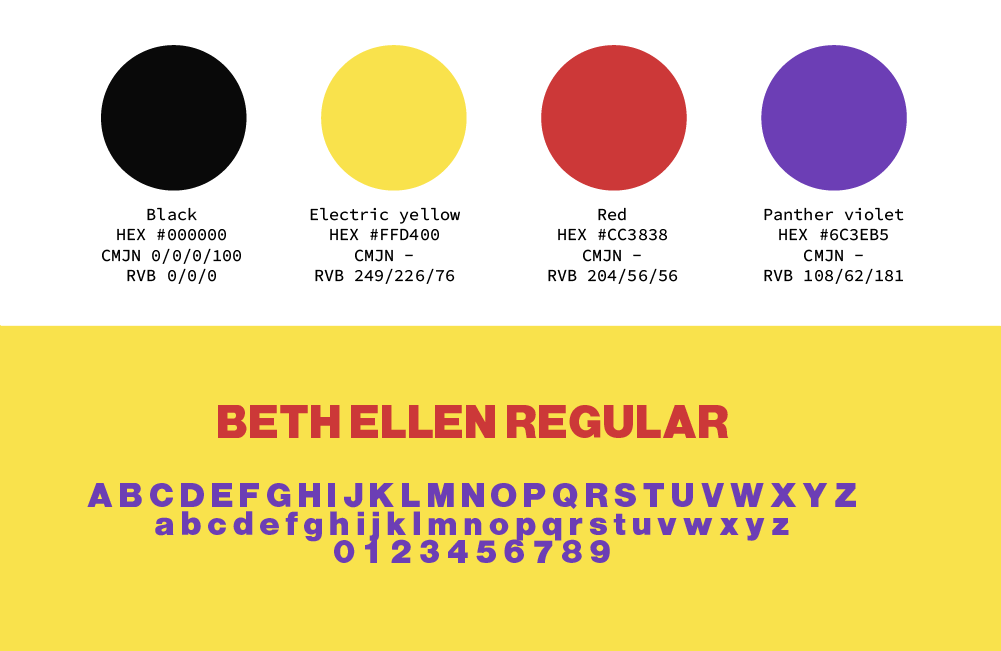 Black
HEX #000000
CMJN 0/0/0/100
RVB 0/0/0
Electric yellow
HEX #FFD400
CMJN -
RVB 249/226/76
Red
HEX #CC3838
CMJN -
RVB 204/56/56
Panther violet
HEX #6C3EB5
CMJN -
RVB 108/62/181
BETH ELLEN REGULAR
ABCDEFGHIJKLMNOPQRSTUVWXYZ
abcdefghijklmnopqrstuvwxyz
0123456789